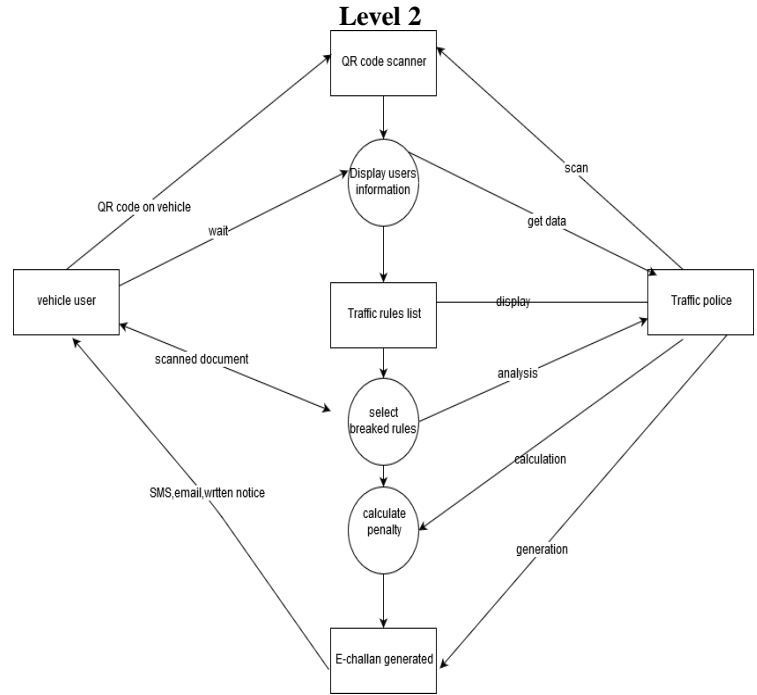 Level 2
QR code scanner
Display users
information
scan
QR code on vehicle
wait
get data
vehicle user
Traffic rules list
display
Traffic police
scanned document
analysis
select
breaked rules
calculation
SMS,email,wrtten notice
calculate
penalty
generation
E-challan generated